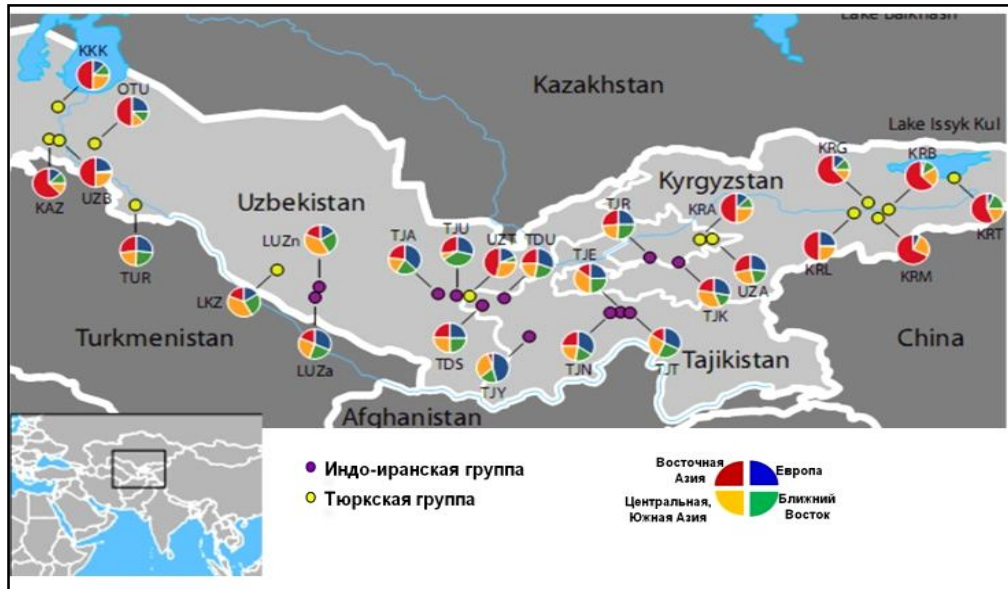 Lake Balkhash
KKK
OTU
Kazakhstan
Lake Issyk Kul
KRG
KRB
Kyrgyzstan
TJR
KRA
Uzbekistan
KAZ
UZB
LUZn
TJA
TJU
UZT
TDU
TJE
KRT
TUR
KRL
KRM
UZA
LKZ
TJK
Turkmenistan
China
TDS
LUZa
TJY
TJN
TJT
Tajikistan
Afghanistan
Индо-иранская группа
Тюркская группа
Восточная
Азия
Европа
Центральная,
Южная Азия
Ближний
Восток